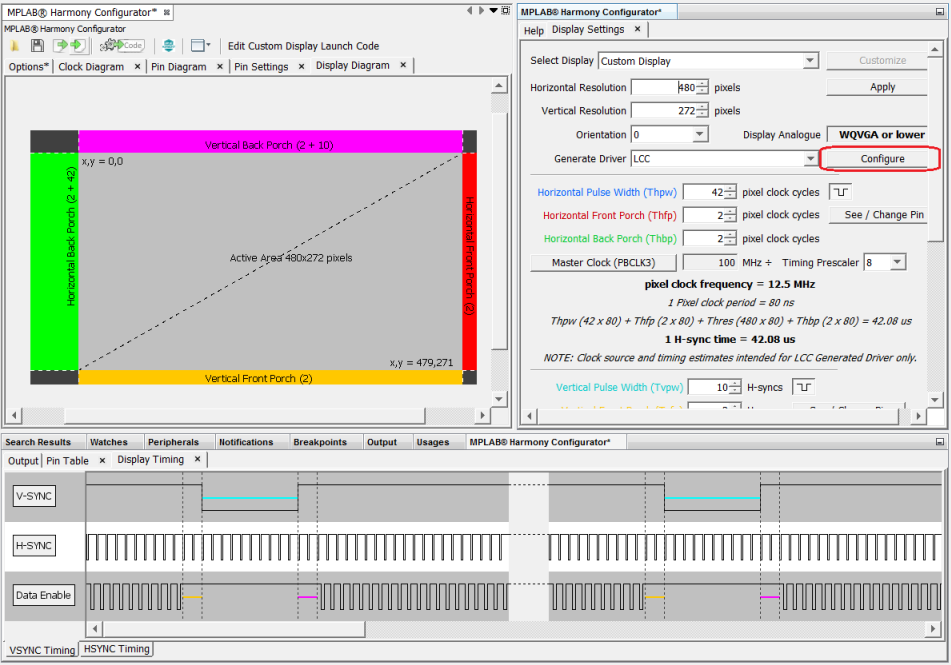 MPLAB® Harmony Configurator*
MPLAB® Harmony Configurator
Code
Edit Custom Display Launch Code
Options* Clock Diagram Pin Diagram Pin Settings Display Diagram
Vertical Back Porch (2 + 10)
x,y = 0,0
Horizontal Back Porch (2 + 42)
Active Area 480x272 pixels
Horizontal Front Porch (2)
x,y = 479,271
Vertical Front Porch (2)
MPLAB® Harmony Configurator*
Help Display Settings
Select Display Custom Display Customize
Horizontal Resolution 480 pixels Apply
Vertical Resolution 272 pixels
Orientation 0 Display Analogue WQVGA or lower
Generate Driver LCC Configure
Horizontal Pulse Width (Thpw) 42 pixel clock cycles
Horizontal Front Porch (Thfp) 2 pixel clock cycles See / Change Pin
Horizontal Back Porch (Thbp) 2 pixel clock cycles
Master Clock (PBCLK3) 100 MHz ÷ Timing Prescaler 8
pixel clock frequency = 12.5 MHz
1 Pixel clock period = 80 ns
Thpw (42 x 80) + Thfp (2 x 80) + Thres (480 x 80) + Thbp (2 x 80) = 42.08 us
1 H-sync time = 42.08 us
NOTE: Clock source and timing estimates intended for LCC Generated Driver only.
Vertical Pulse Width (Tvpw) 10 H-syncs
Search Results Watches Peripherals Notifications Breakpoints Output Usages MPLAB® Harmony Configurator*
Output Pin Table Display Timing
V-SYNC
H-SYNC
Data Enable
VSYNC Timing HSYNC Timing